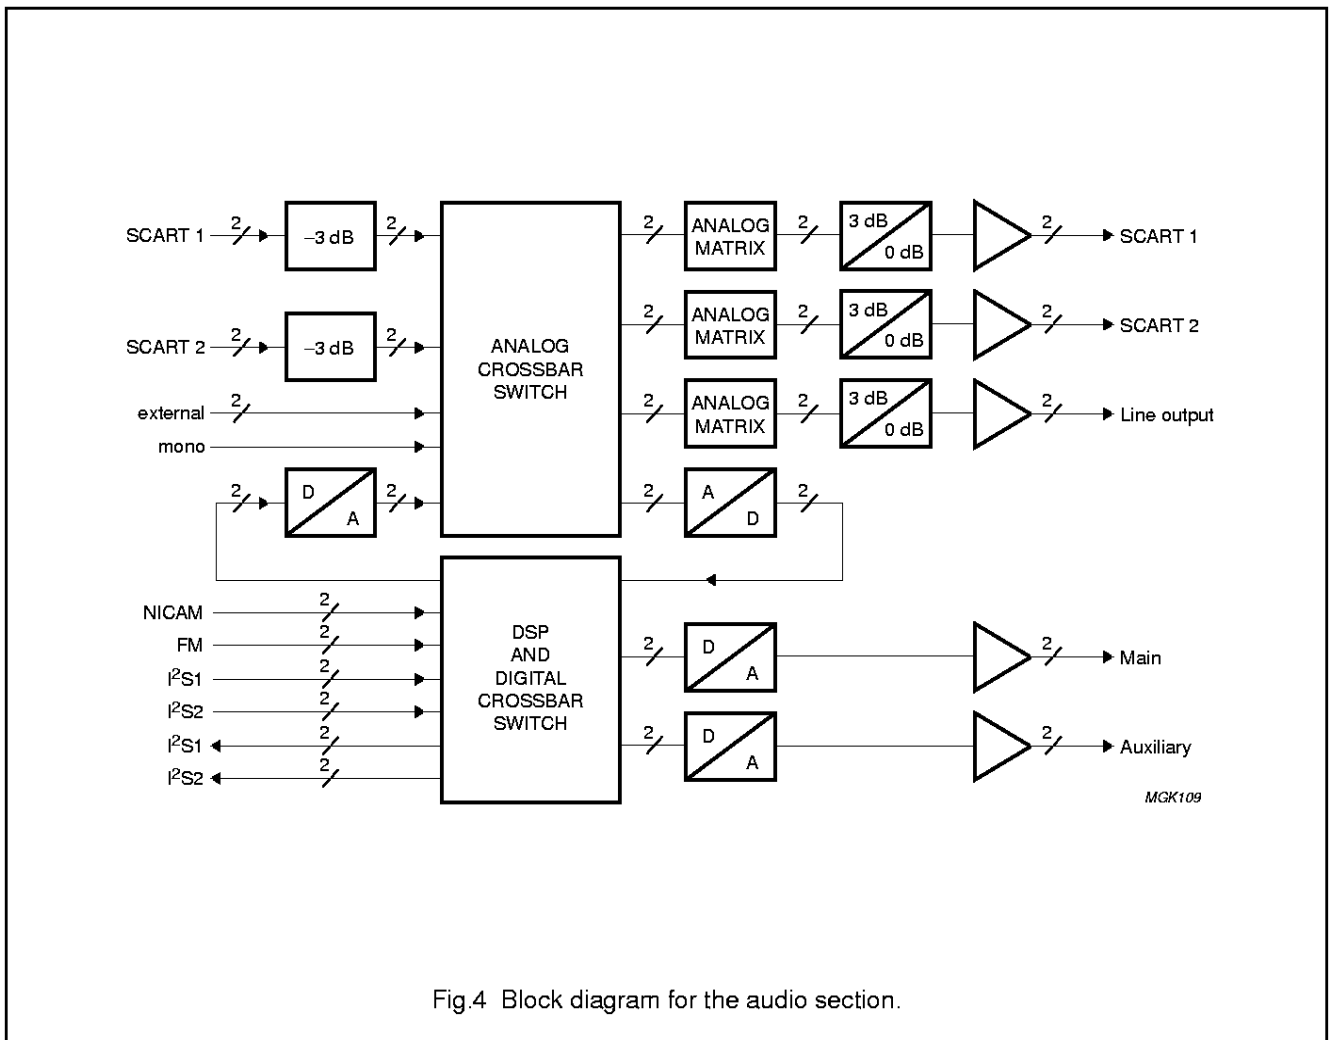 SCART 1
2
−3 dB
2
2
ANALOG
MATRIX
2
3 dB
0 dB
2
SCART 1
SCART 2
2
−3 dB
2
ANALOG
CROSSBAR
SWITCH
2
ANALOG
MATRIX
2
3 dB
0 dB
2
SCART 2
external
2
mono
2
ANALOG
MATRIX
2
3 dB
0 dB
2
Line output
2
D
A
2
2
A
D
2
NICAM
2
FM
2
I²S1
2
I²S2
2
I²S1
2
I²S2
2
DSP
AND
DIGITAL
CROSSBAR
SWITCH
2
D
A
2
Main
2
D
A
2
Auxiliary
MGK109
Fig.4 Block diagram for the audio section.